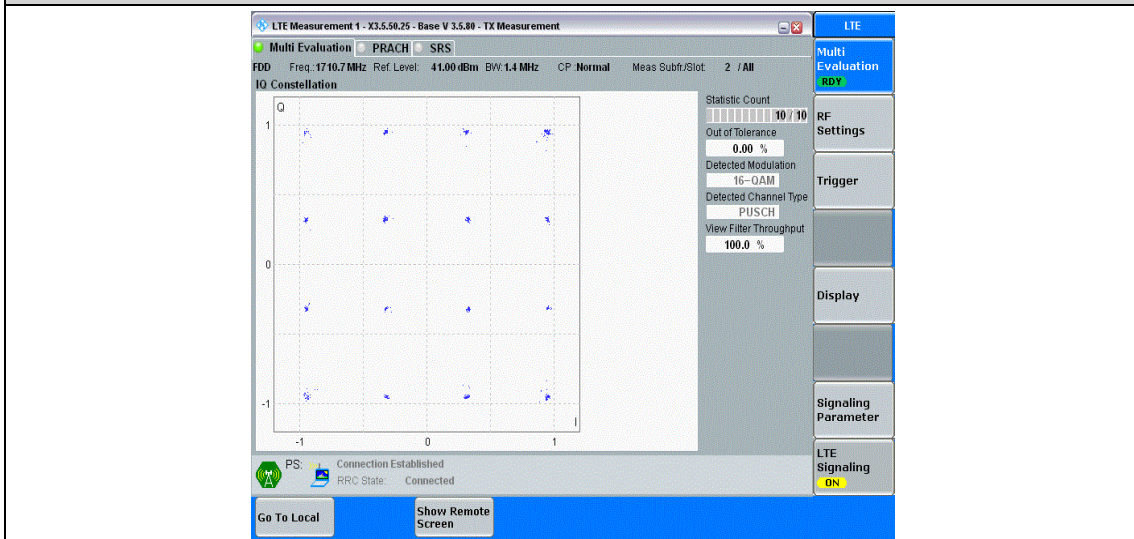 LTE Measurement 1 - X3.5.50.25 - Base V 3.5.80 - TX Measurement
LTE
Multi Evaluation PRACH SRS
FDD Freq.: 1710.7 MHz Ref. Level: 41.00 dBm BW: 1.4 MHz CP : Normal Meas Subfr./Slot: 2 / All
IQ Constellation
Q
1
0
-1
-1 0 1
I
Statistic Count
10 / 10
Out of Tolerance
0.00 %
Detected Modulation
16-QAM
Detected Channel Type
PUSCH
View Filter Throughput
100.0 %
Multi
Evaluation
RDY
RF
Settings
Trigger
Display
Signaling
Parameter
LTE
Signaling
ON
PS: Connection Established
RRC State: Connected
Go To Local
Show Remote
Screen